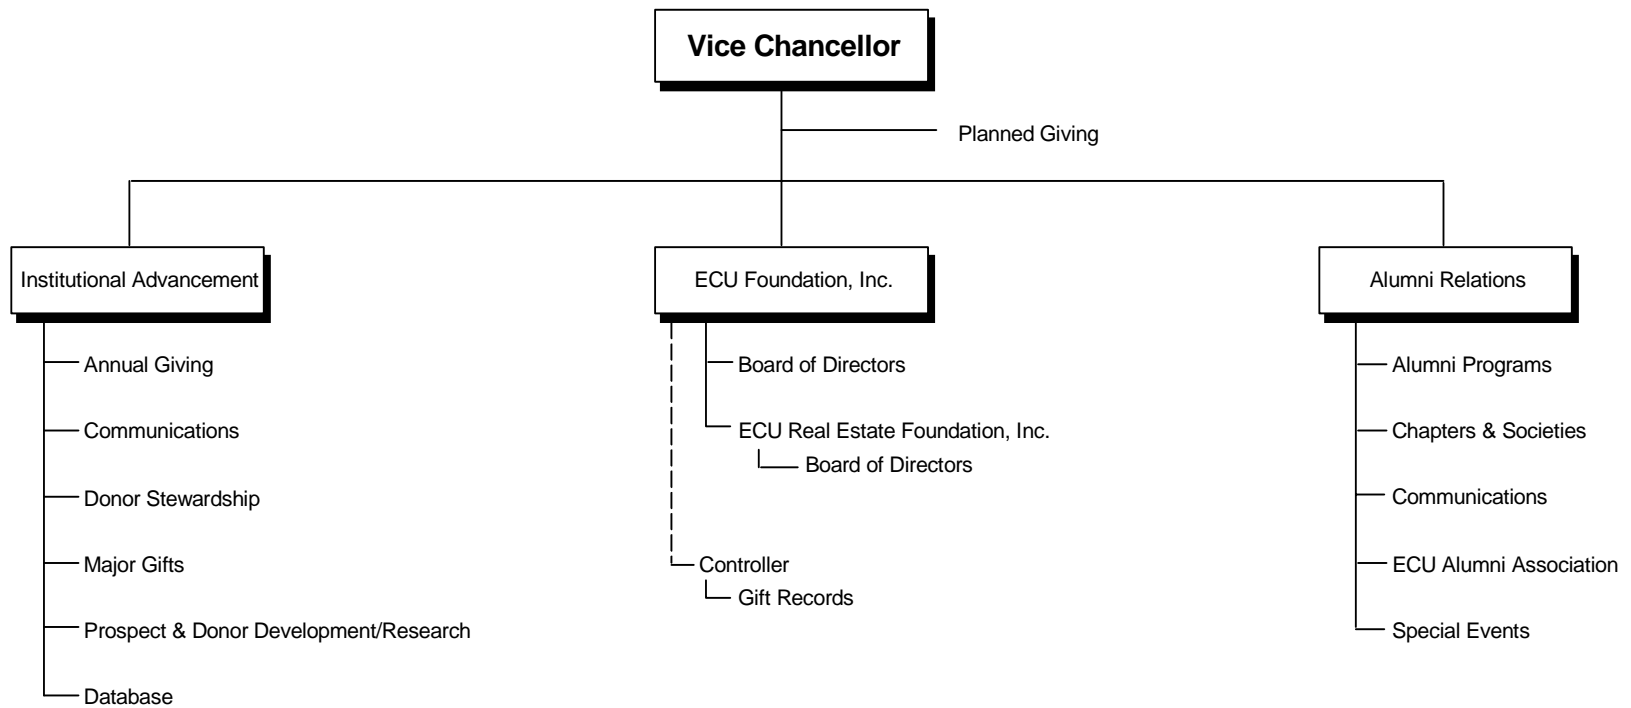 Vice Chancellor
Planned Giving
Institutional Advancement
Annual Giving
Communications
Donor Stewardship
Major Gifts
Prospect & Donor Development/Research
Database
ECU Foundation, Inc.
Board of Directors
ECU Real Estate Foundation, Inc.
Board of Directors
Controller
Gift Records
Alumni Relations
Alumni Programs
Chapters & Societies
Communications
ECU Alumni Association
Special Events